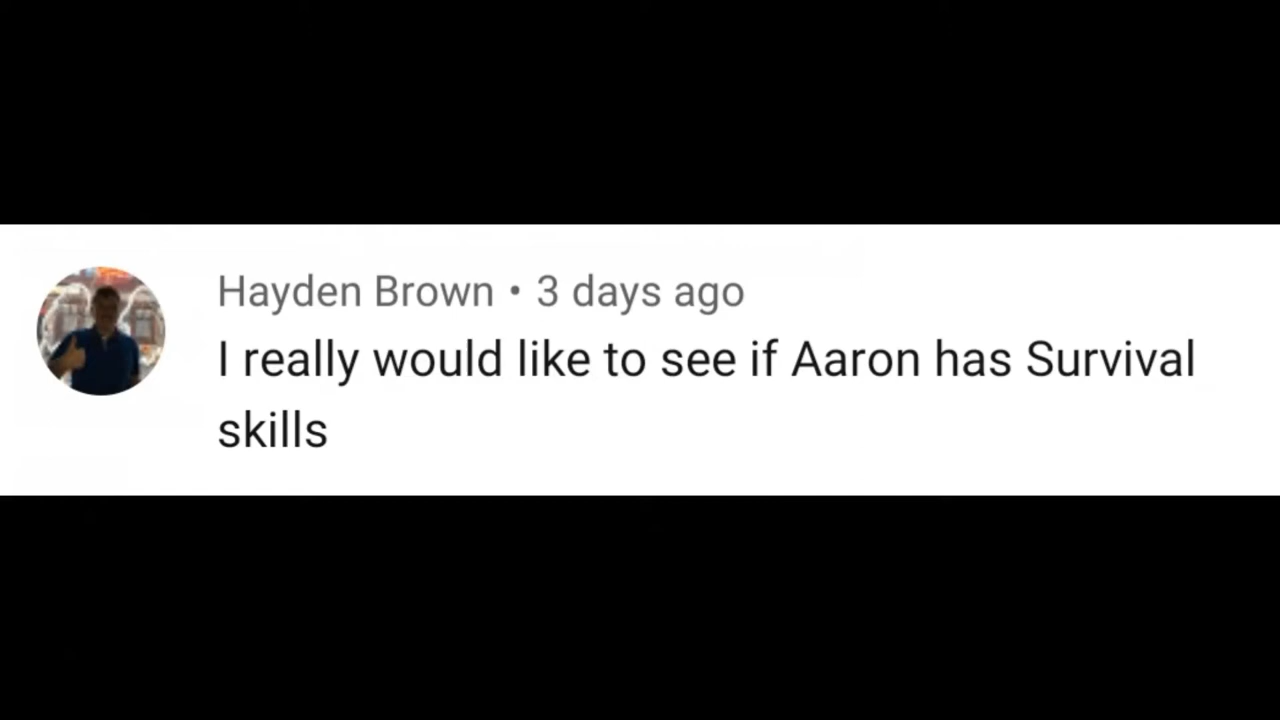 Hayden Brown • 3 days ago
I really would like to see if Aaron has Survival
skills